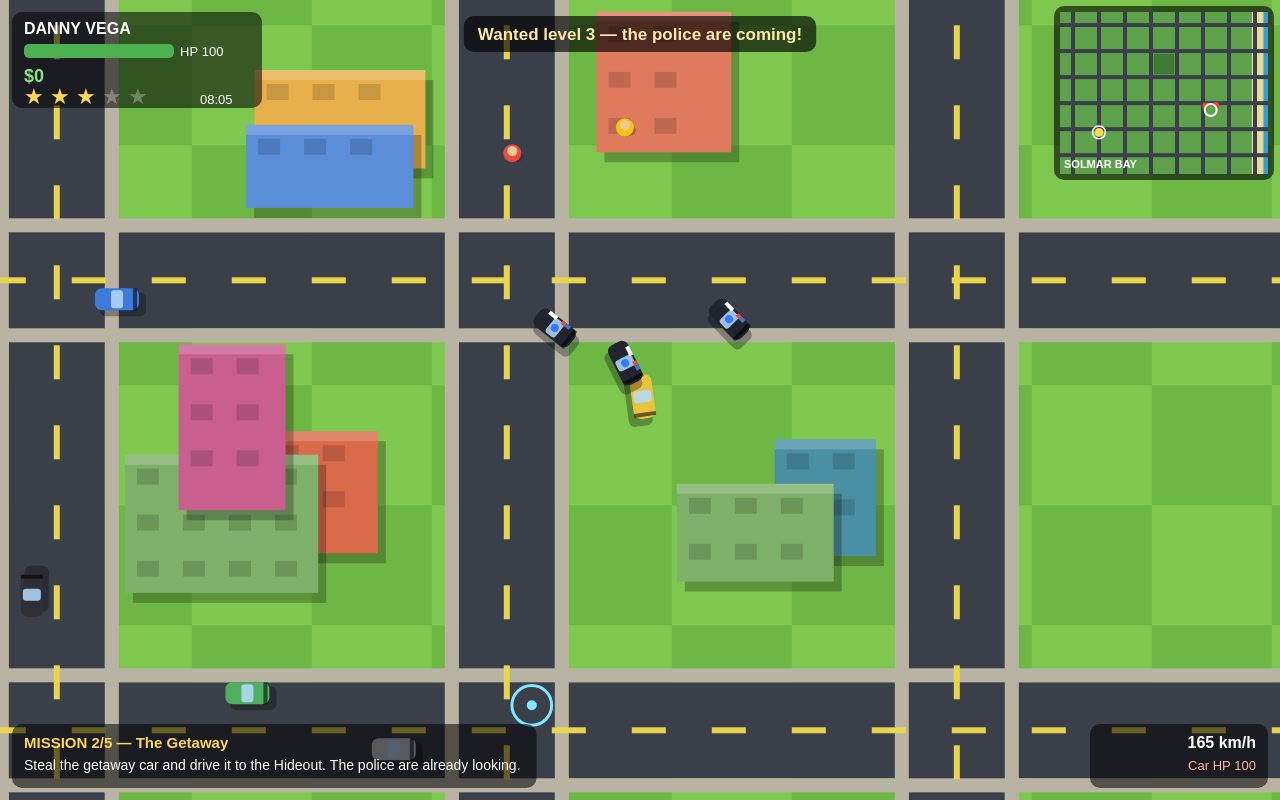 DANNY VEGA
HP 100
$0
08:05
Wanted level 3 — the police are coming!
SOLMAR BAY
MISSION 2/5 — The Getaway
Steal the getaway car and drive it to the Hideout. The police are already looking.
165 km/h
Car HP 100